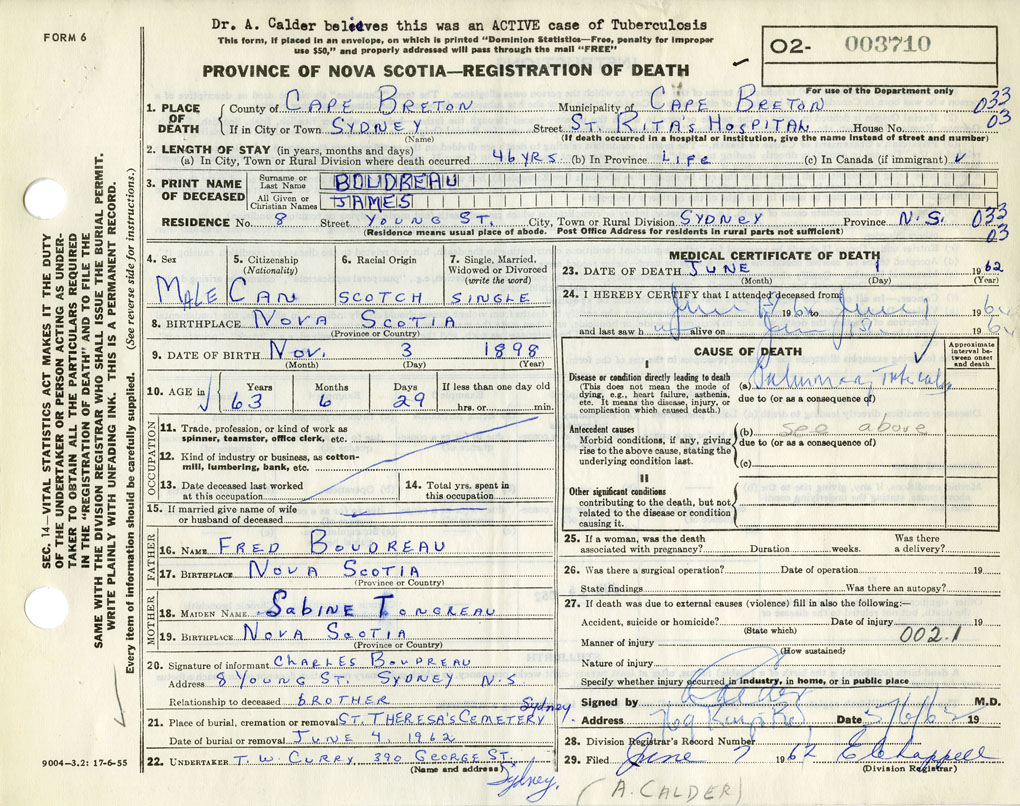 Dr. A. Calder believes this was an ACTIVE case of Tuberculosis
FORM 6
This form, if placed in an envelope, on which is printed "Dominion Statistics—Free, penalty for improper
use $50," and properly addressed will pass through the mail "FREE"
O2- 003710
PROVINCE OF NOVA SCOTIA—REGISTRATION OF DEATH
For use of the Department only
1. PLACE OF DEATH County of CAPE BRETON Municipality of CAPE BRETON 033
If in City or Town SYDNEY Street ST. RITA'S HOSPITAL House No. 03
(Name) (If death occurred in a hospital or Institution, give the name instead of street and number)
2. LENGTH OF STAY (in years, months and days)
(a) In City, Town or Rural Division where death occurred 46 YRS (b) In Province LIFE (c) In Canada (if immigrant)
3. PRINT NAME OF DECEASED Surname or Last Name BOUDREAU
All Given or Christian Names JAMES
RESIDENCE No. 8 Street YOUNG ST. City, Town or Rural Division SYDNEY Province N.S. 033
(Residence means usual place of abode. Post Office Address for residents in rural parts not sufficient) 03
4. Sex MALE
5. Citizenship (Nationality) CAN
6. Racial Origin SCOTCH
7. Single, Married, Widowed or Divorced (write the word) SINGLE
8. BIRTHPLACE NOVA SCOTIA
(Province or Country)
9. DATE OF BIRTH NOV. 3 1898
(Month) (Day) (Year)
10. AGE in Years 63 Months 6 Days 29 If less than one day old
hrs. or min.
OCCUPATION
11. Trade, profession, or kind of work as
spinner, teamster, office clerk, etc.
12. Kind of industry or business, as cotton-
mill, lumbering, bank, etc.
13. Date deceased last worked
at this occupation
14. Total yrs. spent in
this occupation
15. If married give name of wife
or husband of deceased
FATHER
16. NAME FRED BOUDREAU
17. BIRTHPLACE NOVA SCOTIA
(Province or Country)
MOTHER
18. MAIDEN NAME SABINE TONGREAU
19. BIRTHPLACE NOVA SCOTIA
(Province or Country)
20. Signature of informant CHARLES BOUDREAU
Address 8 YOUNG ST. SYDNEY N.S.
Relationship to deceased BROTHER
21. Place of burial, cremation or removal ST. THERESA'S CEMETERY Sydney.
Date of burial or removal JUNE 4, 1962
22. UNDERTAKER T. W. CURRY. 390 GEORGE ST.
(Name and address) Sydney.
MEDICAL CERTIFICATE OF DEATH
23. DATE OF DEATH JUNE 1 1962
(Month) (Day) (Year)
24. I HEREBY CERTIFY that I attended deceased from
to June 1 196
and last saw h alive on 1st 196
CAUSE OF DEATH
Approximate interval between onset and death
I
Disease or condition directly leading to death
(This does not mean the mode of
dying, e.g., heart failure, asthenia,
etc. It means the disease, injury, or
complication which caused death.)
(a) Pulmonary
due to (or as a consequence of)
Antecedent causes
Morbid conditions, if any, giving
rise to the above cause, stating the
underlying condition last.
(b) see above
due to (or as a consequence of)
(c)
II
Other significant conditions
contributing to the death, but not
related to the disease or condition
causing it.
25. If a woman, was the death Was there
associated with pregnancy? Duration weeks. a delivery?
26. Was there a surgical operation? Date of operation 19
State findings Was there an autopsy?
27. If death was due to external causes (violence) fill in also the following:—
Accident, suicide or homicide? Date of injury 19
(State which) 002.1
Manner of injury
(How sustained)
Nature of injury
Specify whether injury occurred in industry, in home, or in public place
Signed by A Calder M.D.
Address Date 5/6/62 19
28. Division Registrar's Record Number
29. Filed June 7 1962
(Division Registrar)
(A. CALDER)
SEC. 14—VITAL STATISTICS ACT MAKES IT THE DUTY
OF THE UNDERTAKER OR PERSON ACTING AS UNDER-
TAKER TO OBTAIN ALL THE PARTICULARS REQUIRED
IN THE "REGISTRATION OF DEATH" AND TO FILE THE
SAME WITH THE DIVISION REGISTRAR WHO SHALL ISSUE THE BURIAL PERMIT.
WRITE PLAINLY WITH UNFADING INK. THIS IS A PERMANENT RECORD.
Every item of information should be carefully supplied. (See reverse side for instructions.)
9004-3.2: 17-6-55